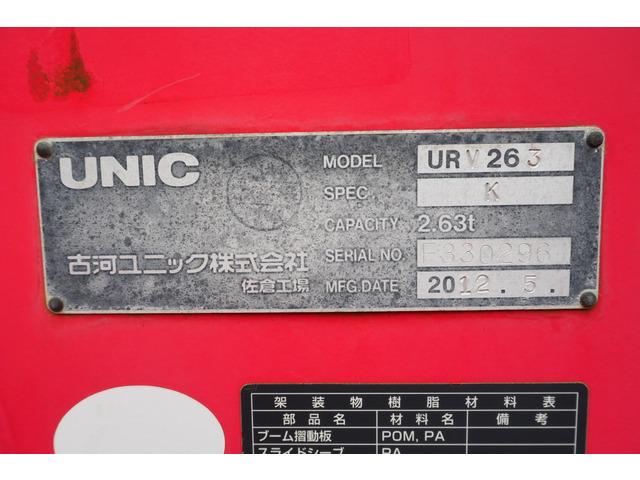 UNIC
MODEL URV263
SPEC. K
CAPACITY 2.63t
SERIAL NO. E330296
MFG.DATE 2012.5.
古河ユニック株式会社
佐倉工場
架装物樹脂材料表
部品名 材料名 備考
ブーム摺動板 POM, PA
スライドシーブ PA